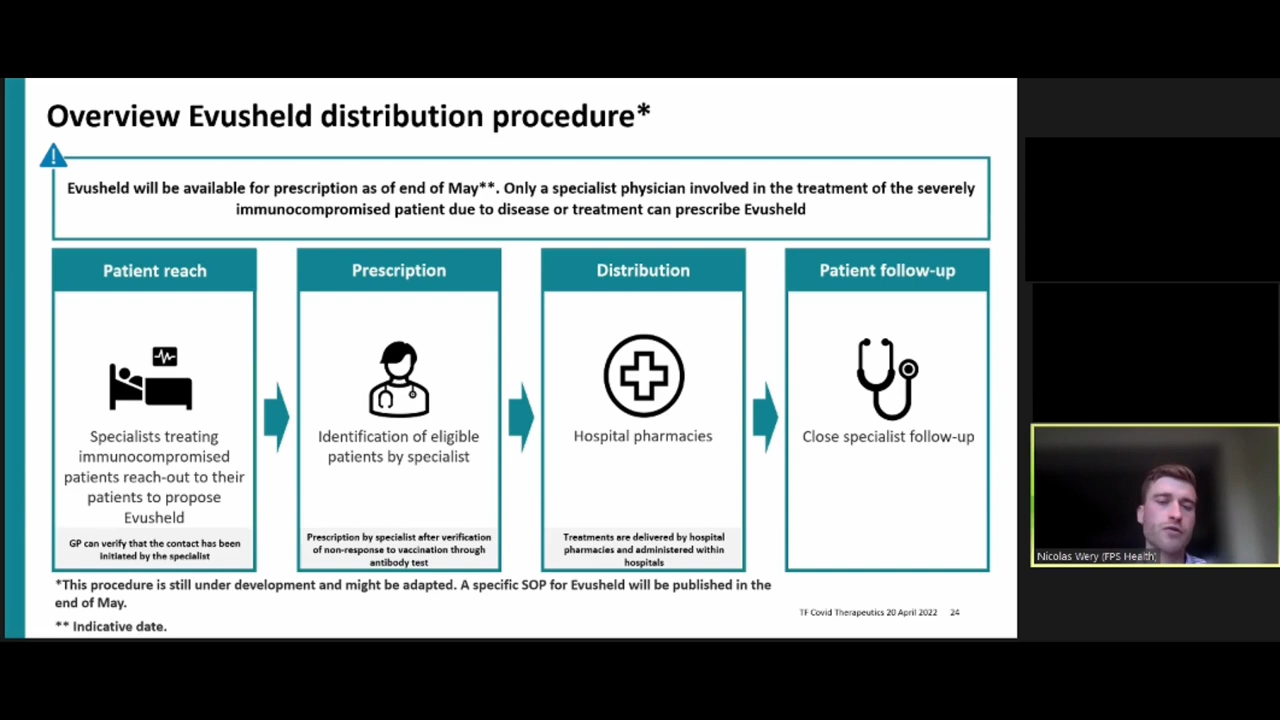 Overview Evusheld distribution procedure*
!
Evusheld will be available for prescription as of end of May**. Only a specialist physician involved in the treatment of the severely
immunocompromised patient due to disease or treatment can prescribe Evusheld
Patient reach
Specialists treating
immunocompromised
patients reach-out to their
patients to propose
Evusheld
GP can verify that the contact has been
initiated by the specialist
Prescription
Identification of eligible
patients by specialist
Prescription by specialist after verification
of non-response to vaccination through
antibody test
Distribution
Hospital pharmacies
Treatments are delivered by hospital
pharmacies and administered within
hospitals
Patient follow-up
Close specialist follow-up
*This procedure is still under development and might be adapted. A specific SOP for Evusheld will be published in the
end of May.
** Indicative date.
TF Covid Therapeutics 20 April 2022 24
Nicolas Wery (FPS Health)